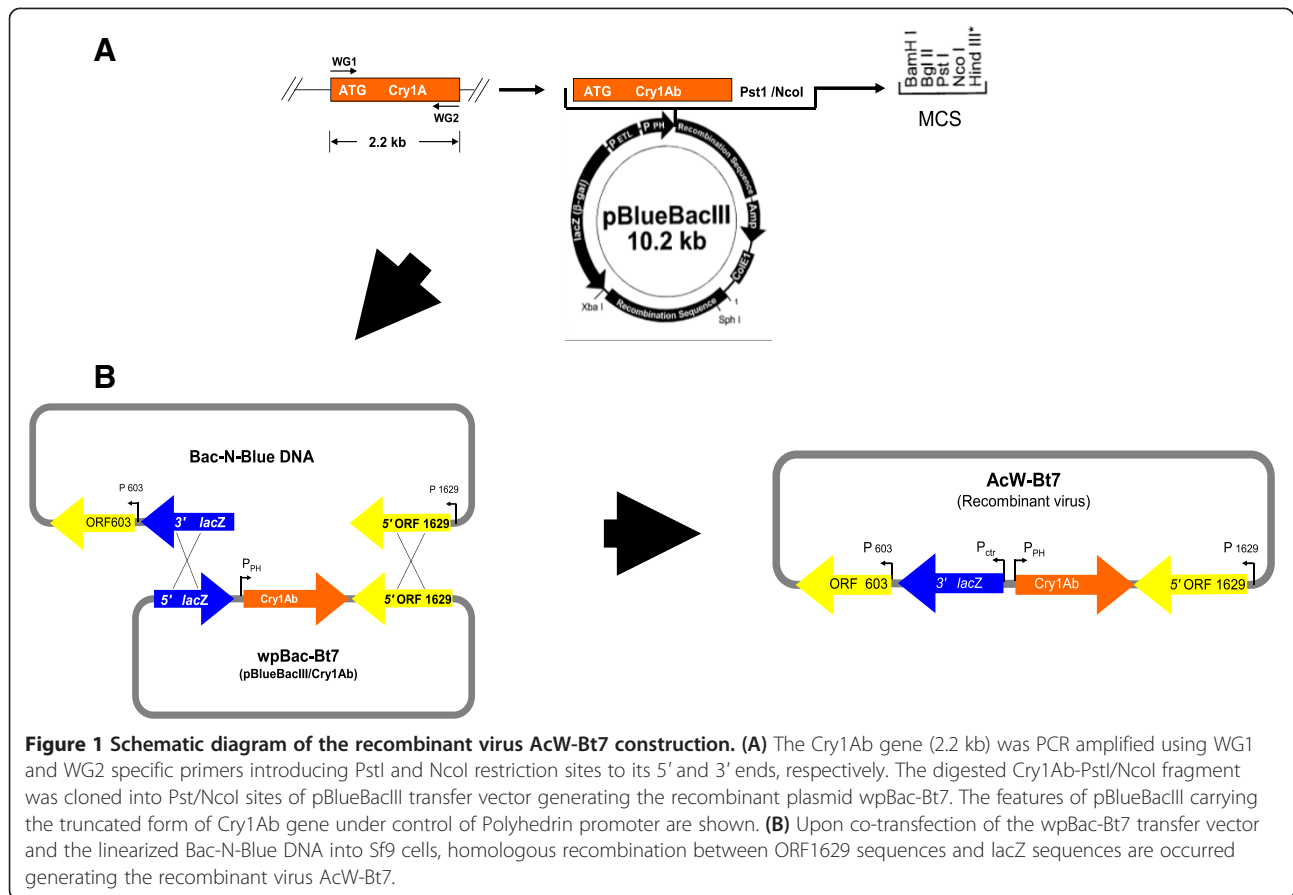 A
WG1
ATG Cry1A
WG2
2.2 kb
ATG Cry1Ab
Pst1 /NcoI
BamH I
Bgl II
Pst I
Nco I
Hind III*
MCS
P ETL
P PH
Recombination Sequence
Amp
ColE1
1
Sph I
Recombination Sequence
Xba I
lacZ (β-gal)
pBlueBacIII
10.2 kb
B
Bac-N-Blue DNA
P 603
P 1629
ORF603
3′ lacZ
5′ ORF 1629
PPH
5′ lacZ
Cry1Ab
5′ ORF 1629
wpBac-Bt7
(pBlueBacIII/Cry1Ab)
AcW-Bt7
(Recombinant virus)
P 603
Pctr
PPH
P 1629
ORF 603
3′ lacZ
Cry1Ab
5′ ORF 1629
Figure 1 Schematic diagram of the recombinant virus AcW-Bt7 construction. (A) The Cry1Ab gene (2.2 kb) was PCR amplified using WG1
and WG2 specific primers introducing PstI and NcoI restriction sites to its 5′ and 3′ ends, respectively. The digested Cry1Ab-PstI/NcoI fragment
was cloned into Pst/NcoI sites of pBlueBacIII transfer vector generating the recombinant plasmid wpBac-Bt7. The features of pBlueBacIII carrying
the truncated form of Cry1Ab gene under control of Polyhedrin promoter are shown. (B) Upon co-transfection of the wpBac-Bt7 transfer vector
and the linearized Bac-N-Blue DNA into Sf9 cells, homologous recombination between ORF1629 sequences and lacZ sequences are occurred
generating the recombinant virus AcW-Bt7.